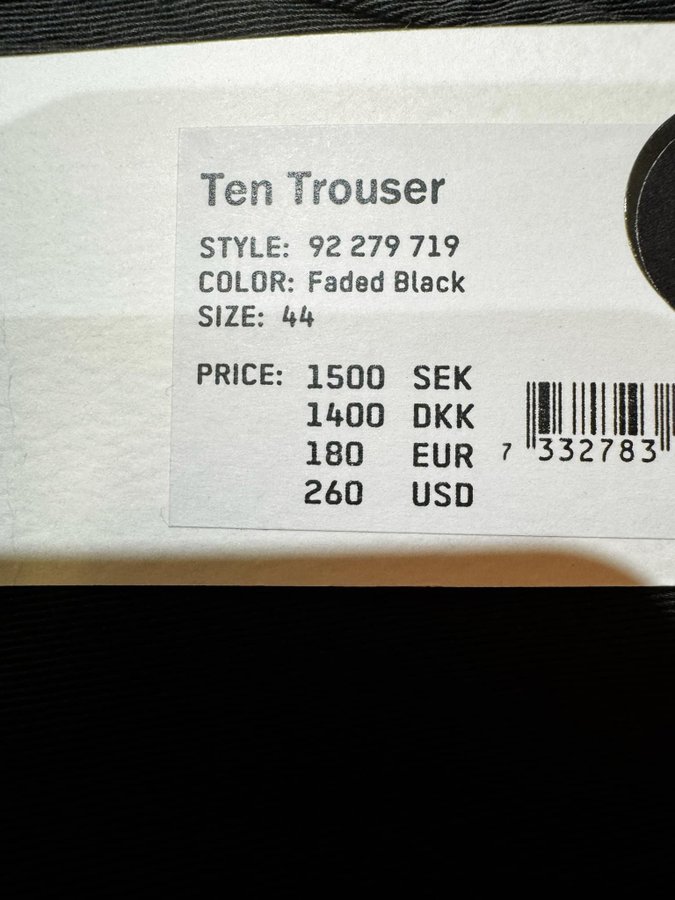 Ten Trouser
STYLE: 92 279 719
COLOR: Faded Black
SIZE: 44
PRICE: 1500 SEK
1400 DKK
180 EUR
260 USD
7 332783